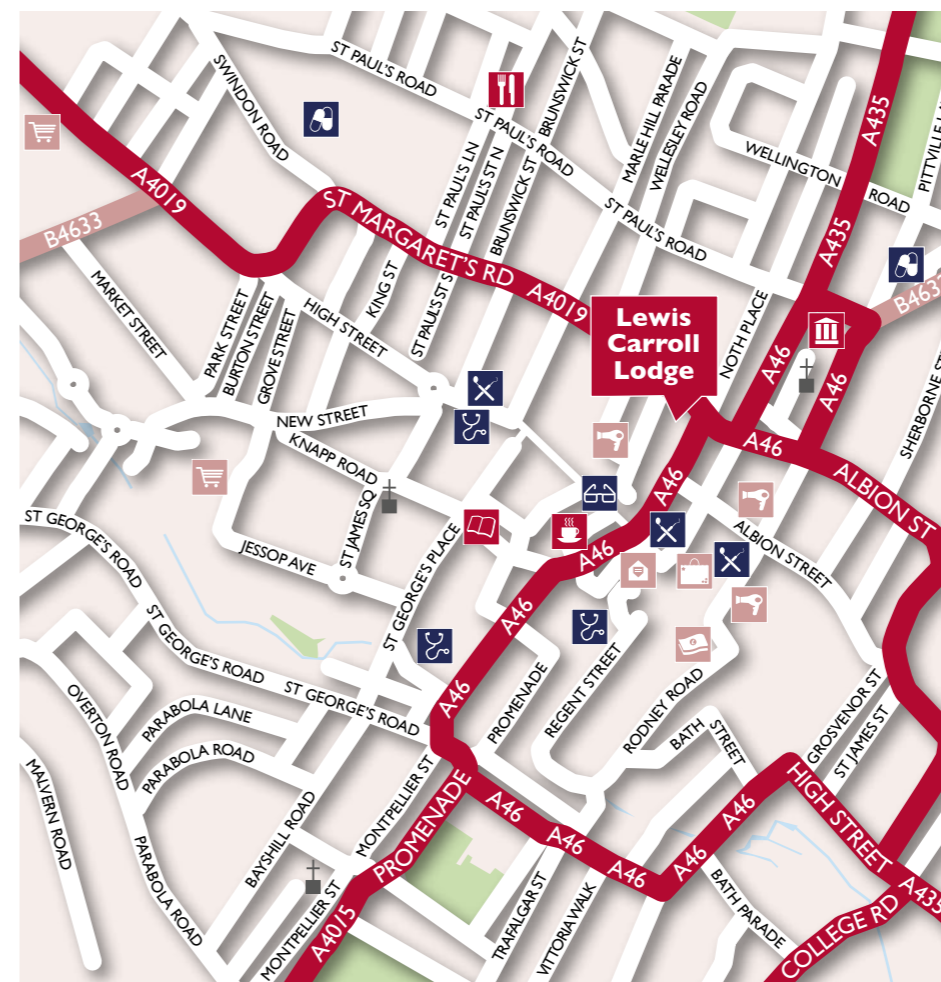 ST PAUL'S ROAD
SWINDON ROAD
BRUNSWICK ST
MARLE HILL PARADE
WELLESLEY ROAD
A435
A4019
ST PAUL'S ROAD
WELLINGTON ROAD
ST PAUL'S LN
ST PAUL'S ST N
BRUNSWICK ST
ST MARGARET'S RD
ST PAUL'S ROAD
B4633
A435
MARKET STREET
KING ST
ST PAULS ST S
A4019
PARK STREET
BURTON STREET
GROVE STREET
HIGH STREET
Lewis
Carroll
Lodge
NOTH PLACE
A46
A46
NEW STREET
KNAPP ROAD
A46
A46
ALBION ST
SHERBORNE
ST GEORGE'S ROAD
JESSOP AVE
ST JAMES SQ
ST GEORGE'S PLACE
A46
ALBION STREET
ST GEORGE'S ROAD
A46
ST GEORGE'S ROAD
A46
PROMENADE
REGENT STREET
RODNEY ROAD
BATH STREET
GROSVENOR ST
ST JAMES ST
OVERTON ROAD
PARABOLA LANE
PARABOLA ROAD
MALVERN ROAD
PARABOLA ROAD
BAYSHILL ROAD
MONTPELLIER ST
PROMENADE
A46
A46
A46
A46
A46
HIGH STREET
A435
MONTPELLIER ST
A4015
TRAFALGAR ST
VITTORIA WALK
BATH PARADE
COLLEGE RD